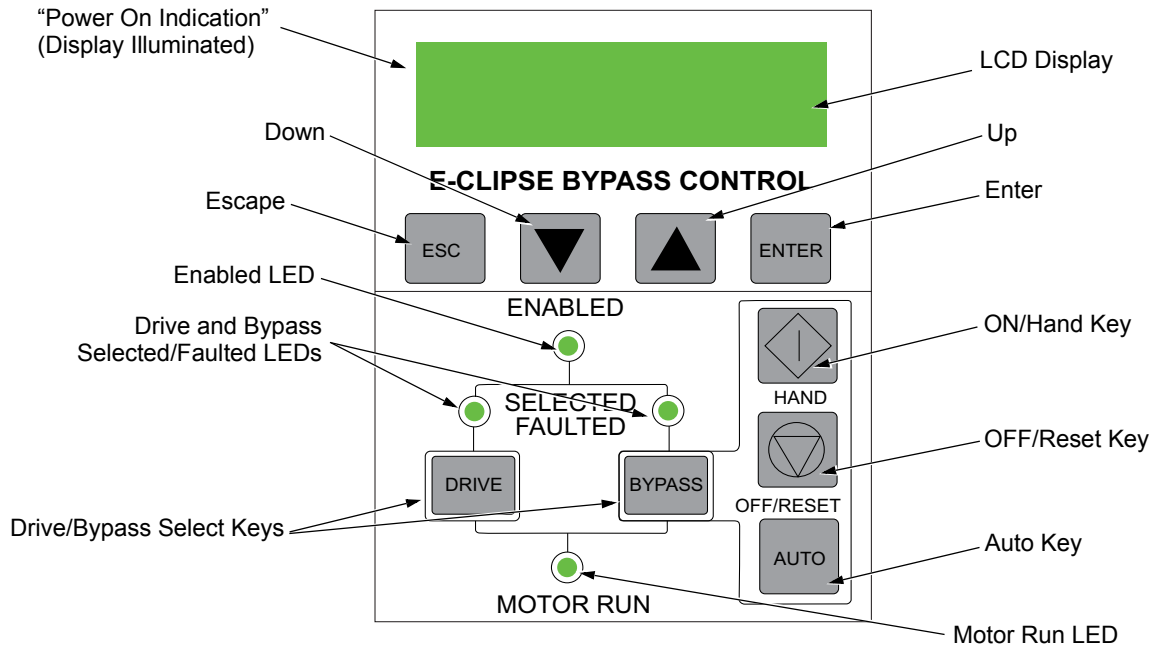 “Power On Indication”
(Display Illuminated)
LCD Display
Down
Up
E-CLIPSE BYPASS CONTROL
Escape
Enter
ESC
ENTER
Enabled LED
ENABLED
Drive and Bypass
Selected/Faulted LEDs
ON/Hand Key
HAND
SELECTED
FAULTED
OFF/Reset Key
DRIVE
BYPASS
OFF/RESET
Drive/Bypass Select Keys
Auto Key
AUTO
MOTOR RUN
Motor Run LED